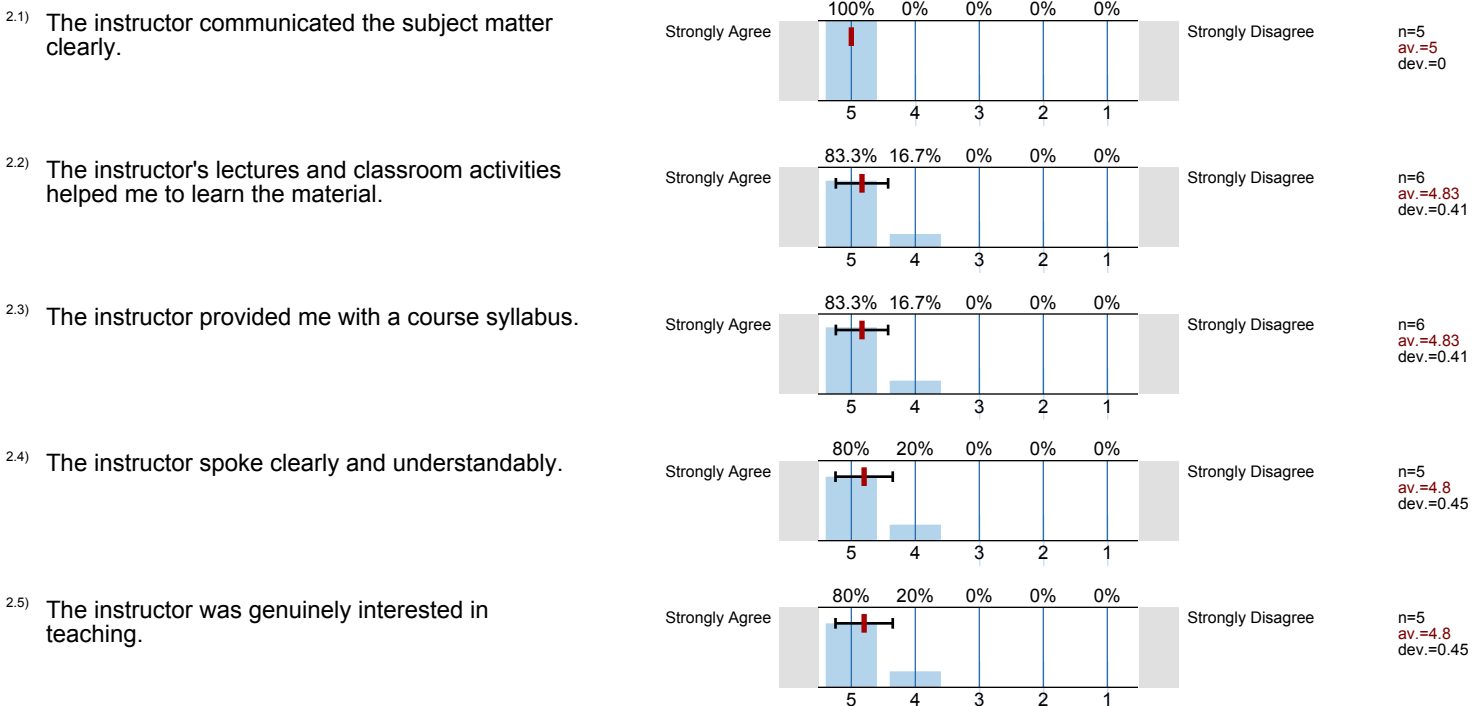 2.1) The instructor communicated the subject matter
clearly.
100% 0% 0% 0% 0%
Strongly Agree Strongly Disagree
n=5
av.=5
dev.=0
5 4 3 2 1
2.2) The instructor's lectures and classroom activities
helped me to learn the material.
83.3% 16.7% 0% 0% 0%
Strongly Agree Strongly Disagree
n=6
av.=4.83
dev.=0.41
5 4 3 2 1
2.3) The instructor provided me with a course syllabus.
83.3% 16.7% 0% 0% 0%
Strongly Agree Strongly Disagree
n=6
av.=4.83
dev.=0.41
5 4 3 2 1
2.4) The instructor spoke clearly and understandably.
80% 20% 0% 0% 0%
Strongly Agree Strongly Disagree
n=5
av.=4.8
dev.=0.45
5 4 3 2 1
2.5) The instructor was genuinely interested in
teaching.
80% 20% 0% 0% 0%
Strongly Agree Strongly Disagree
n=5
av.=4.8
dev.=0.45
5 4 3 2 1